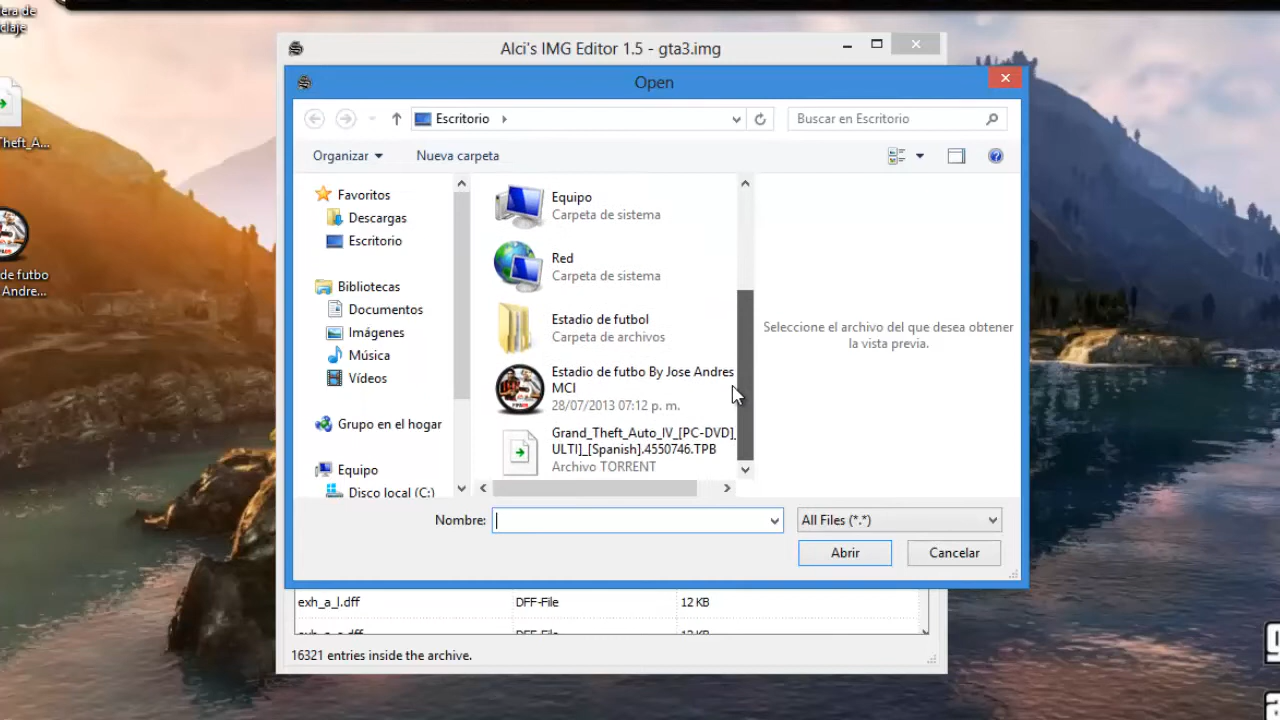 era de
claje
Theft_A...
de futbo
Andre...
Alci's IMG Editor 1.5 - gta3.img
Open
Escritorio
Buscar en Escritorio
Organizar
Nueva carpeta
Favoritos
Descargas
Escritorio
Bibliotecas
Documentos
Imágenes
Música
Vídeos
Grupo en el hogar
Equipo
Disco local (C:)
Equipo
Carpeta de sistema
Red
Carpeta de sistema
Estadio de futbol
Carpeta de archivos
Estadio de futbo By Jose Andres
MCI
28/07/2013 07:12 p. m.
Grand_Theft_Auto_IV_[PC-DVD]_
ULTI]_[Spanish].4550746.TPB
Archivo TORRENT
Seleccione el archivo del que desea obtener
la vista previa.
Nombre:
All Files (*.*)
Abrir
Cancelar
exh_a_l.dff DFF-File 12 KB
16321 entries inside the archive.